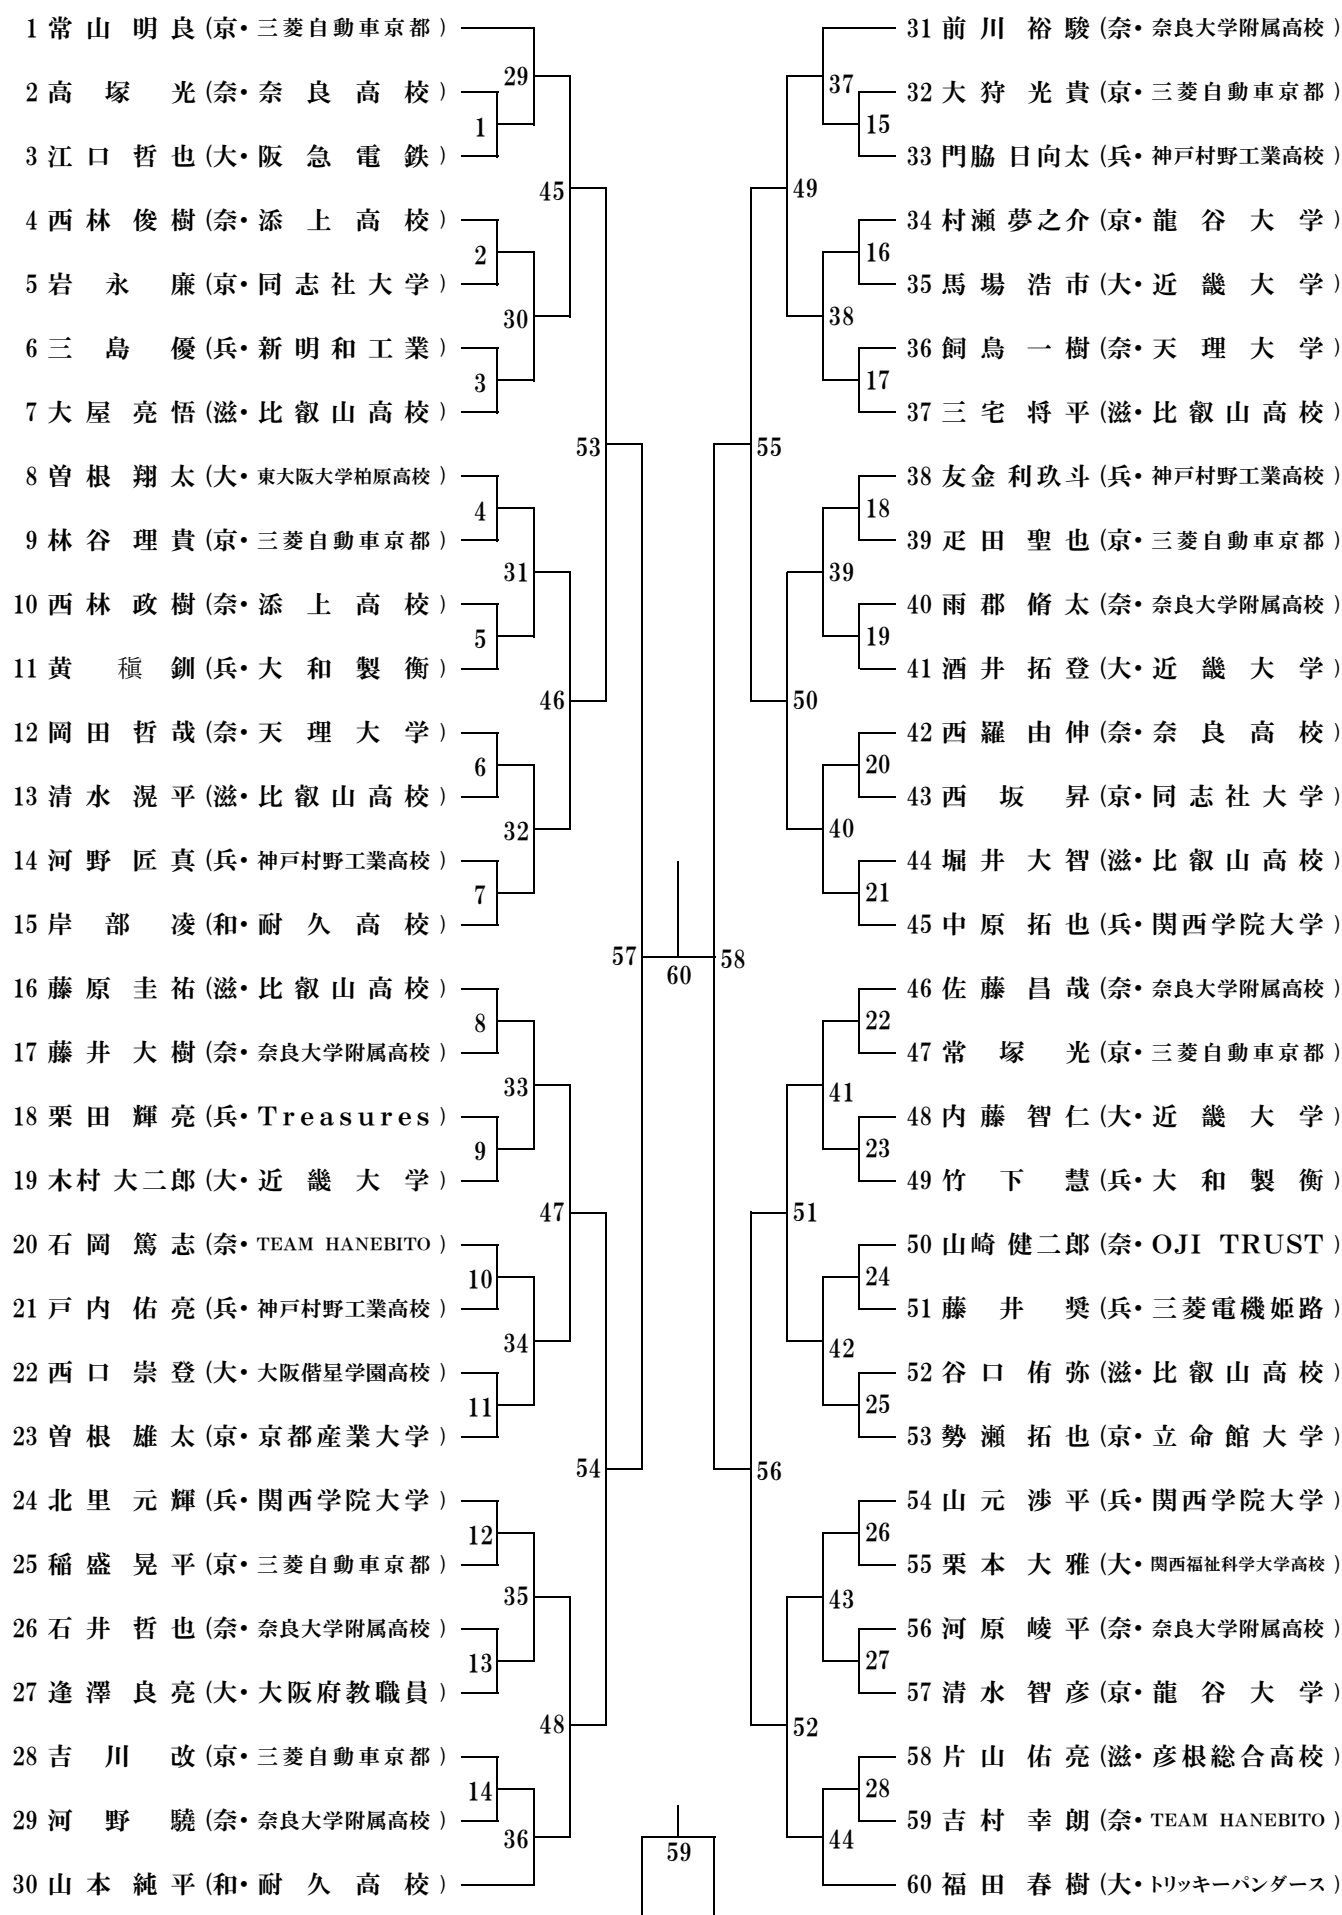 1 常山 明良 (京・三菱自動車京都)
2 高塚 光 (奈・奈良高校)
3 江口 哲也 (大・阪急電鉄)
4 西林 俊樹 (奈・添上高校)
5 岩永 廉 (京・同志社大学)
6 三島 優 (兵・新明和工業)
7 大屋 亮悟 (滋・比叡山高校)
8 曽根 翔太 (大・東大阪大学柏原高校)
9 林谷 理貴 (京・三菱自動車京都)
10 西林 政樹 (奈・添上高校)
11 黄 稹釧 (兵・大和製衡)
12 岡田 哲哉 (奈・天理大学)
13 清水 滉平 (滋・比叡山高校)
14 河野 匠真 (兵・神戸村野工業高校)
15 岸部 凌 (和・耐久高校)
16 藤原 圭祐 (滋・比叡山高校)
17 藤井 大樹 (奈・奈良大学附属高校)
18 栗田 輝亮 (兵・Treasures)
19 木村 大二郎 (大・近畿大学)
20 石岡 篤志 (奈・TEAM HANEBITO)
21 戸内 佑亮 (兵・神戸村野工業高校)
22 西口 崇登 (大・大阪偕星学園高校)
23 曽根 雄太 (京・京都産業大学)
24 北里 元輝 (兵・関西学院大学)
25 稲盛 晃平 (京・三菱自動車京都)
26 石井 哲也 (奈・奈良大学附属高校)
27 逢澤 良亮 (大・大阪府教職員)
28 吉川 改 (京・三菱自動車京都)
29 河野 驍 (奈・奈良大学附属高校)
30 山本 純平 (和・耐久高校)
29
1
45
2
30
3
53
4
31
5
46
6
32
7
57
8
33
9
47
10
34
11
54
12
35
13
48
14
36
60
59
58
37
15
49
16
38
17
55
18
39
19
50
20
40
21
22
41
23
51
24
42
25
56
26
43
27
52
28
44
31 前川 裕駿 (奈・奈良大学附属高校)
32 大狩 光貴 (京・三菱自動車京都)
33 門脇 日向太 (兵・神戸村野工業高校)
34 村瀬 夢之介 (京・龍谷大学)
35 馬場 浩市 (大・近畿大学)
36 飼鳥 一樹 (奈・天理大学)
37 三宅 将平 (滋・比叡山高校)
38 友金 利玖斗 (兵・神戸村野工業高校)
39 疋田 聖也 (京・三菱自動車京都)
40 雨郡 脩太 (奈・奈良大学附属高校)
41 酒井 拓登 (大・近畿大学)
42 西羅 由伸 (奈・奈良高校)
43 西坂 昇 (京・同志社大学)
44 堀井 大智 (滋・比叡山高校)
45 中原 拓也 (兵・関西学院大学)
46 佐藤 昌哉 (奈・奈良大学附属高校)
47 常塚 光 (京・三菱自動車京都)
48 内藤 智仁 (大・近畿大学)
49 竹下 慧 (兵・大和製衡)
50 山崎 健二郎 (奈・OJI TRUST)
51 藤井 奨 (兵・三菱電機姫路)
52 谷口 侑弥 (滋・比叡山高校)
53 勢瀬 拓也 (京・立命館大学)
54 山元 渉平 (兵・関西学院大学)
55 栗本 大雅 (大・関西福祉科学大学高校)
56 河原 崚平 (奈・奈良大学附属高校)
57 清水 智彦 (京・龍谷大学)
58 片山 佑亮 (滋・彦根総合高校)
59 吉村 幸朗 (奈・TEAM HANEBITO)
60 福田 春樹 (大・トリッキーパンダース)